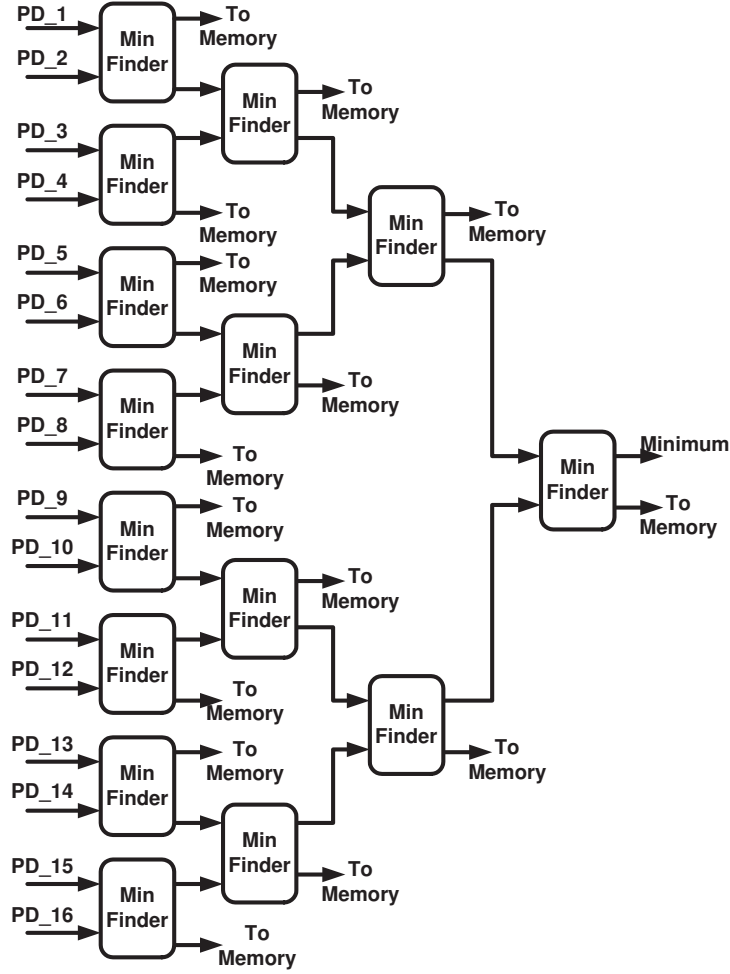 PD_1
To
Memory
Min
Finder
PD_2
To
Memory
Min
Finder
PD_3
Min
Finder
PD_4
To
Memory
To
Memory
Min
Finder
PD_5
To
Memory
Min
Finder
PD_6
Min
Finder
To
Memory
PD_7
Min
Finder
PD_8
To
Memory
Minimum
Min
Finder
To
Memory
PD_9
To
Memory
Min
Finder
PD_10
Min
Finder
To
Memory
PD_11
Min
Finder
PD_12
To
Memory
Min
Finder
To
Memory
PD_13
To
Memory
Min
Finder
PD_14
Min
Finder
To
Memory
PD_15
Min
Finder
PD_16
To
Memory